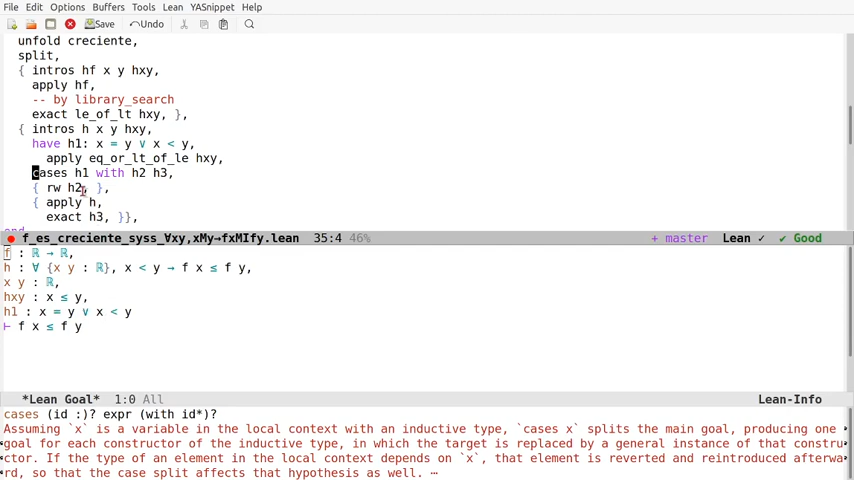 File Edit Options Buffers Tools Lean YASnippet Help
Save Undo
unfold creciente,
split,
{ intros hf x y hxy,
apply hf,
-- by library_search
exact le_of_lt hxy, },
{ intros h x y hxy,
have h1: x = y ∨ x < y,
apply eq_or_lt_of_le hxy,
cases h1 with h2 h3,
{ rw h2, },
{ apply h,
exact h3, }},
end
f_es_creciente_syss_∀xy,xMy→fxMIfy.lean 35:4 46% + master Lean ✓ ✔ Good
f : ℝ → ℝ,
h : ∀ {x y : ℝ}, x < y → f x ≤ f y,
x y : ℝ,
hxy : x ≤ y,
h1 : x = y ∨ x < y
⊢ f x ≤ f y
*Lean Goal* 1:0 All Lean-Info
cases (id :)? expr (with id*)?
Assuming `x` is a variable in the local context with an inductive type, `cases x` splits the main goal, producing one
goal for each constructor of the inductive type, in which the target is replaced by a general instance of that constru
ctor. If the type of an element in the local context depends on `x`, that element is reverted and reintroduced afterwa
rd, so that the case split affects that hypothesis as well. ⋯